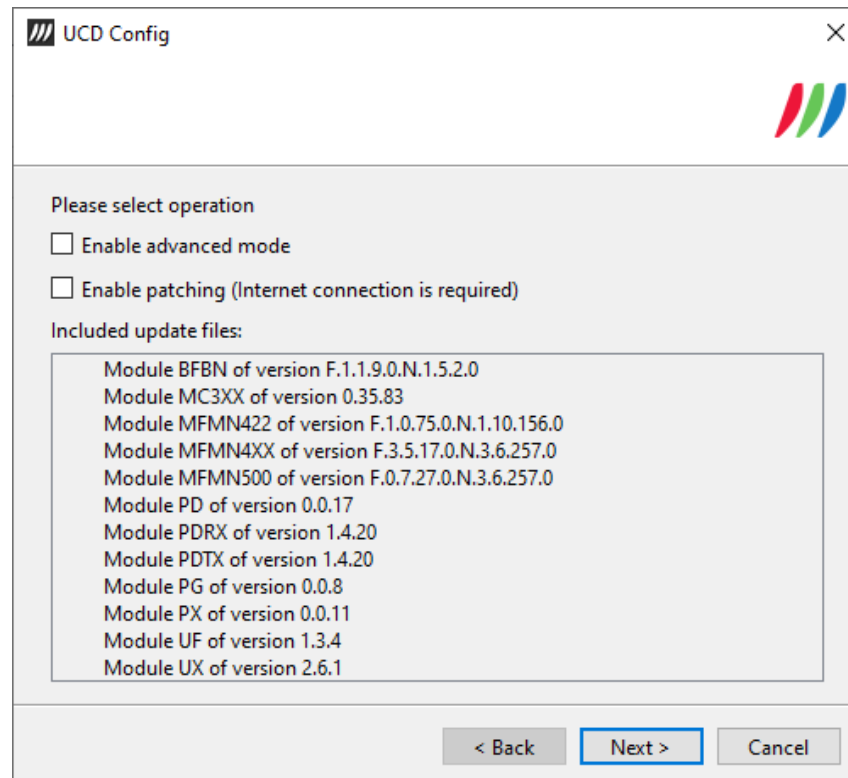 UCD Config
Please select operation
Enable advanced mode
Enable patching (Internet connection is required)
Included update files:
Module BFBN of version F.1.1.9.0.N.1.5.2.0
Module MC3XX of version 0.35.83
Module MFMN422 of version F.1.0.75.0.N.1.10.156.0
Module MFMN4XX of version F.3.5.17.0.N.3.6.257.0
Module MFMN500 of version F.0.7.27.0.N.3.6.257.0
Module PD of version 0.0.17
Module PDRX of version 1.4.20
Module PDTX of version 1.4.20
Module PG of version 0.0.8
Module PX of version 0.0.11
Module UF of version 1.3.4
Module UX of version 2.6.1
< Back Next > Cancel